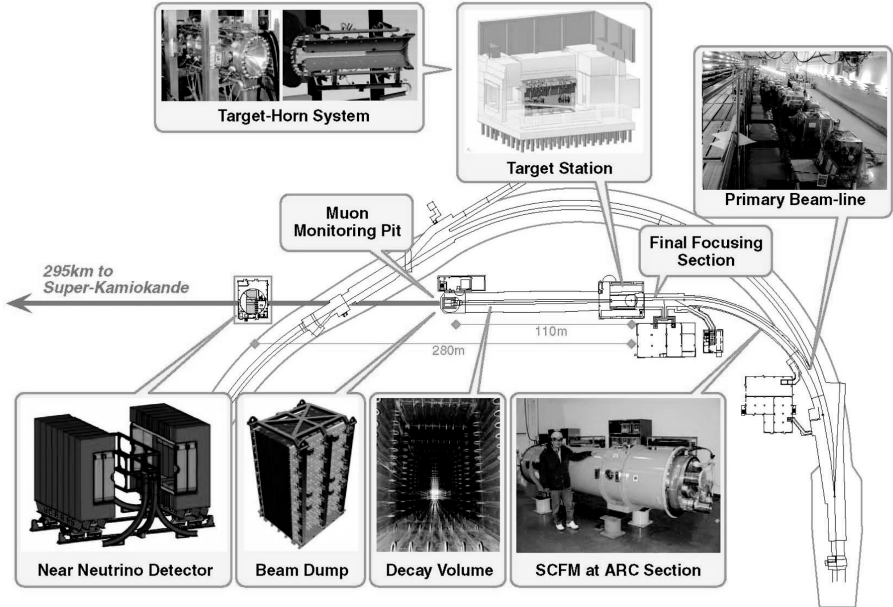 Target-Horn System
Target Station
Primary Beam-line
Muon
Monitoring Pit
Final Focusing
Section
295km to
Super-Kamiokande
110m
280m
Near Neutrino Detector
Beam Dump
Decay Volume
SCFM at ARC Section